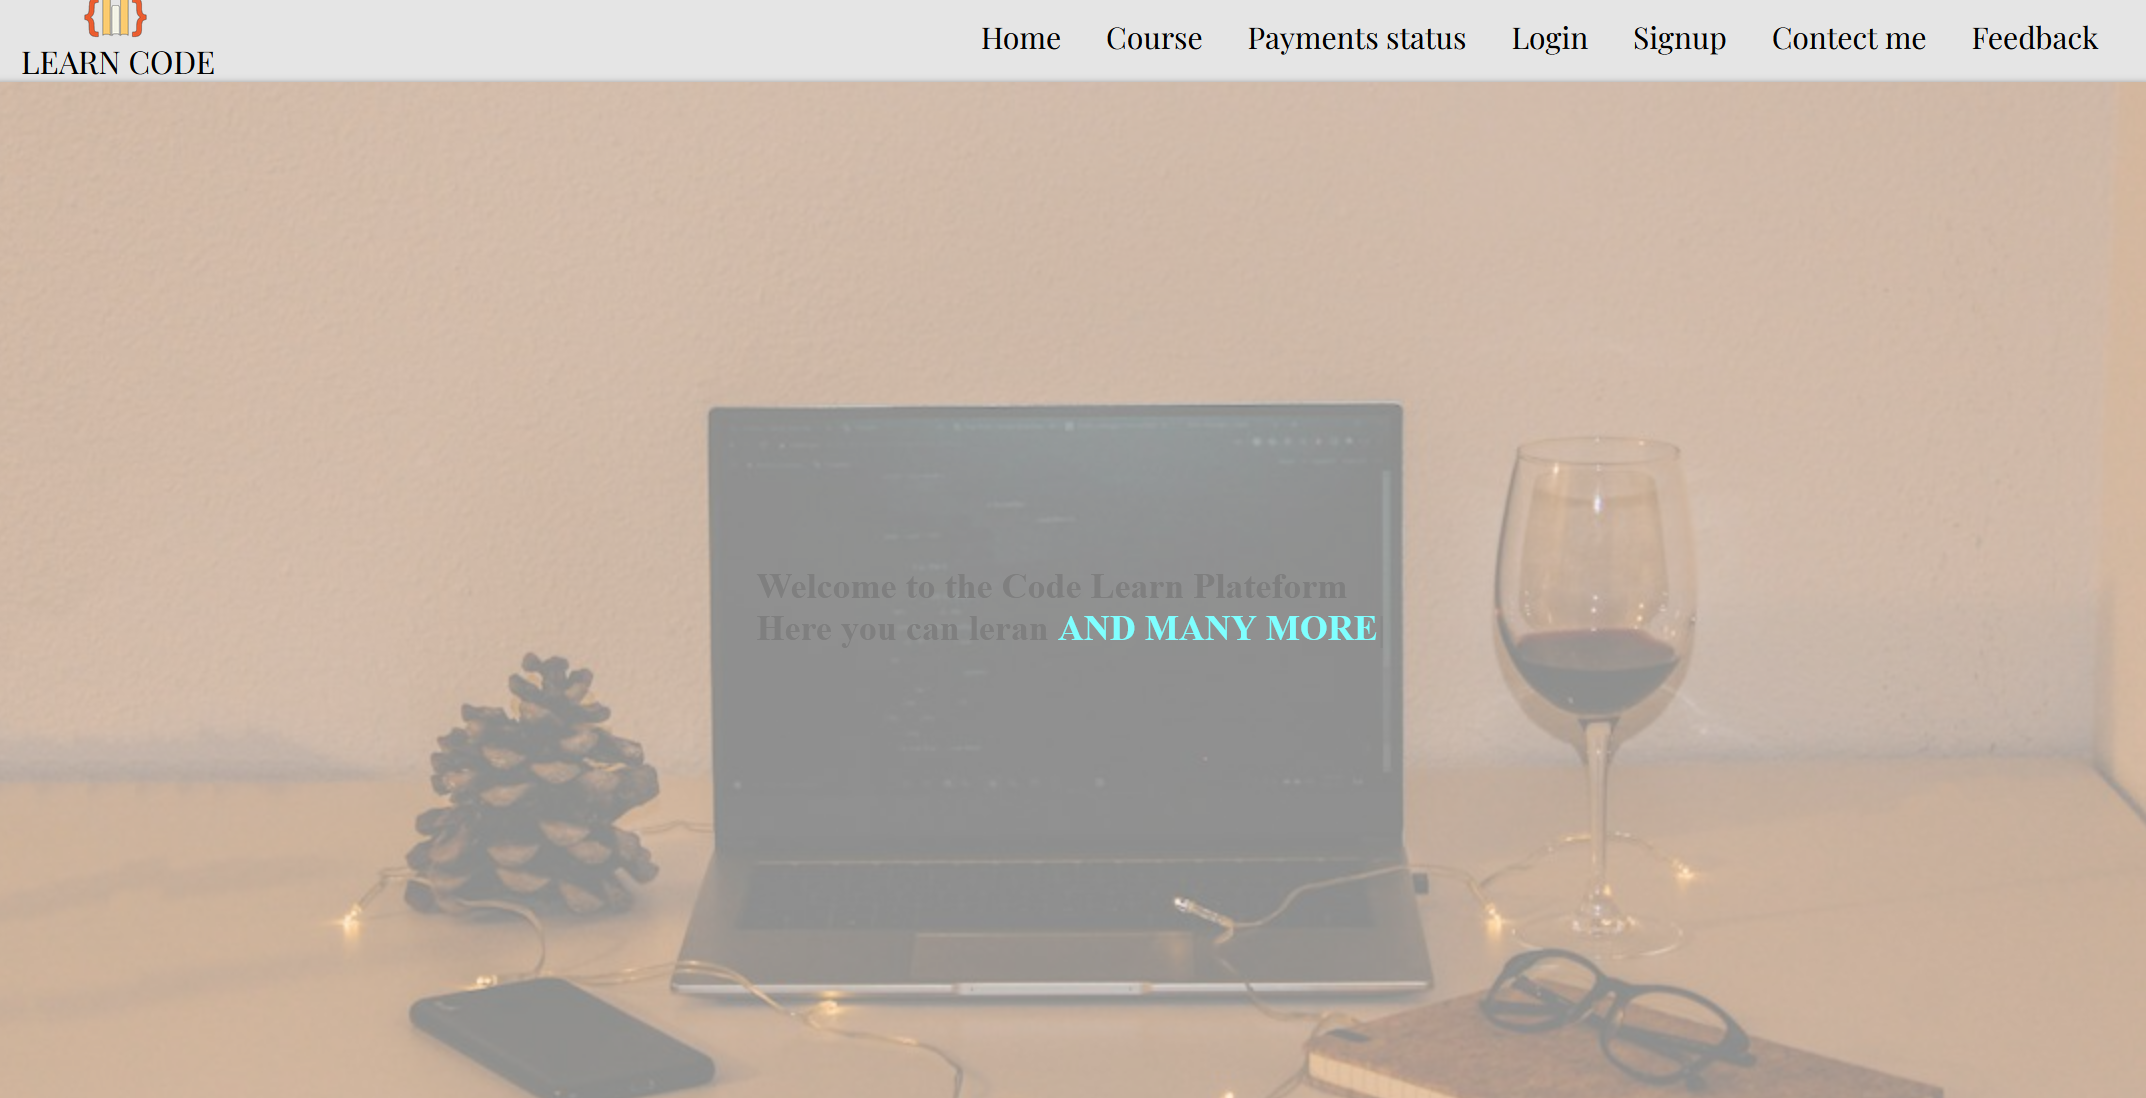 LEARN CODE
Home Course Payments status Login Signup Contect me Feedback
Welcome to the Code Learn Plateform
Here you can leran AND MANY MORE